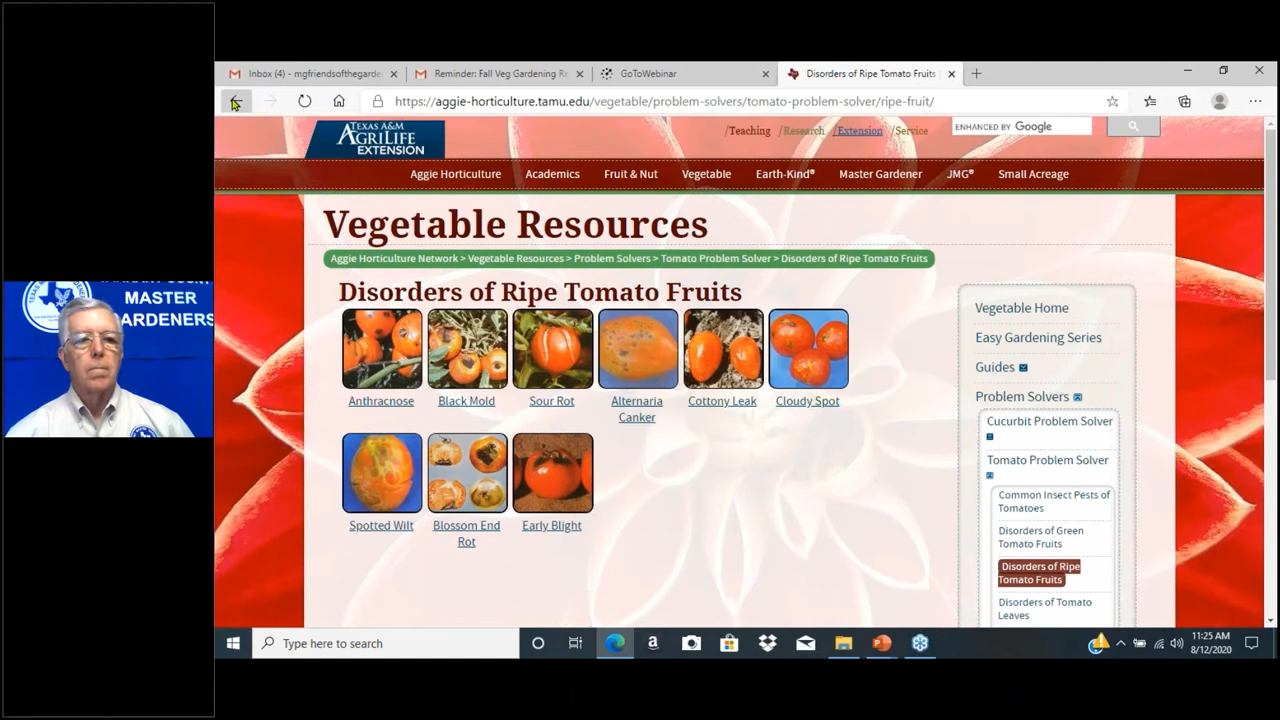 Inbox (4) - mgfriendsofthegarde
Reminder: Fall Veg Gardening R
GoToWebinar
Disorders of Ripe Tomato Fruits
https://aggie-horticulture.tamu.edu/vegetable/problem-solvers/tomato-problem-solver/ripe-fruit/
TEXAS A&M
AGRILIFE
EXTENSION
/Teaching /Research /Extension /Service
ENHANCED BY Google
Aggie Horticulture Academics Fruit & Nut Vegetable Earth-Kind® Master Gardener JMG® Small Acreage
Vegetable Resources
Aggie Horticulture Network > Vegetable Resources > Problem Solvers > Tomato Problem Solver > Disorders of Ripe Tomato Fruits
Disorders of Ripe Tomato Fruits
Anthracnose
Black Mold
Sour Rot
Alternaria
Canker
Cottony Leak
Cloudy Spot
Spotted Wilt
Blossom End
Rot
Early Blight
Vegetable Home
Easy Gardening Series
Guides
Problem Solvers
Cucurbit Problem Solver
Tomato Problem Solver
Common Insect Pests of
Tomatoes
Disorders of Green
Tomato Fruits
Disorders of Ripe
Tomato Fruits
Disorders of Tomato
Leaves
MASTER
GARDENERS
Type here to search
11:25 AM
8/12/2020